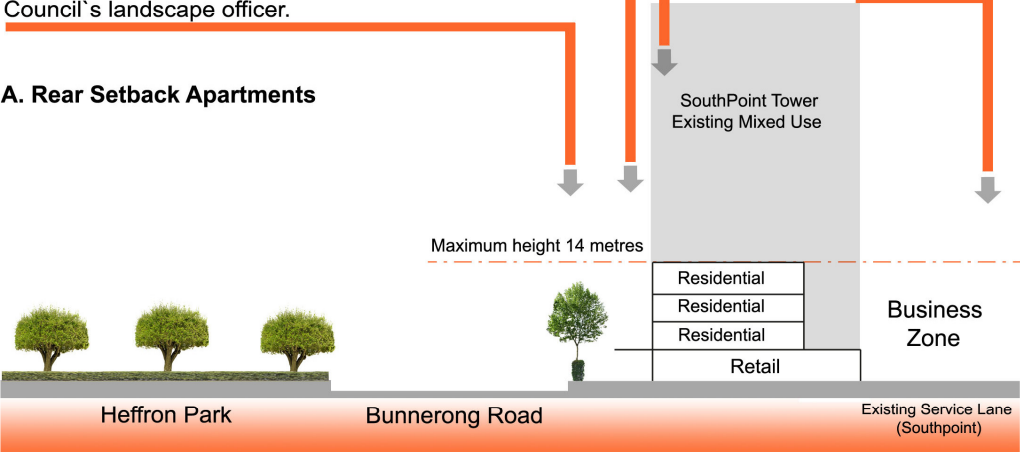 Council`s landscape officer.
A. Rear Setback Apartments
SouthPoint Tower
Existing Mixed Use
Maximum height 14 metres
Residential
Residential
Residential
Retail
Business
Zone
Heffron Park
Bunnerong Road
Existing Service Lane
(Southpoint)